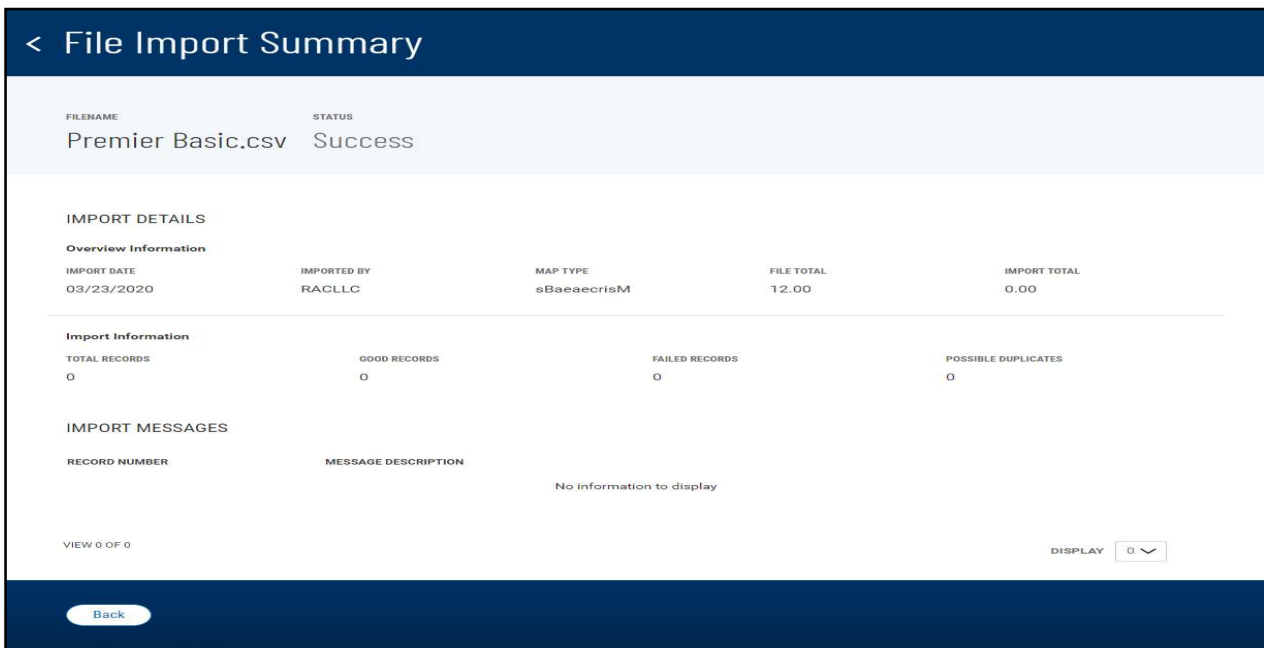 < File Import Summary
FILENAME STATUS
Premier Basic.csv Success
IMPORT DETAILS
Overview Information
IMPORT DATE IMPORTED BY MAP TYPE FILE TOTAL IMPORT TOTAL
03/23/2020 RACLLC sBaeaecrisM 12.00 0.00
Import Information
TOTAL RECORDS GOOD RECORDS FAILED RECORDS POSSIBLE DUPLICATES
0 0 0 0
IMPORT MESSAGES
RECORD NUMBER MESSAGE DESCRIPTION
No information to display
VIEW 0 OF 0 DISPLAY 0
Back